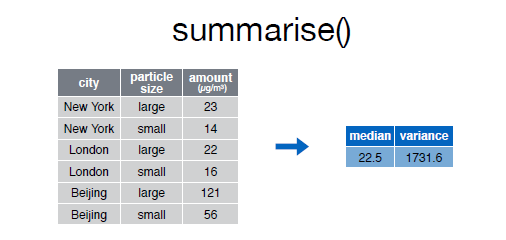 summarise()
city particle size amount (µg/m³)
New York large 23
New York small 14
London large 22
London small 16
Beijing large 121
Beijing small 56
median variance
22.5 1731.6